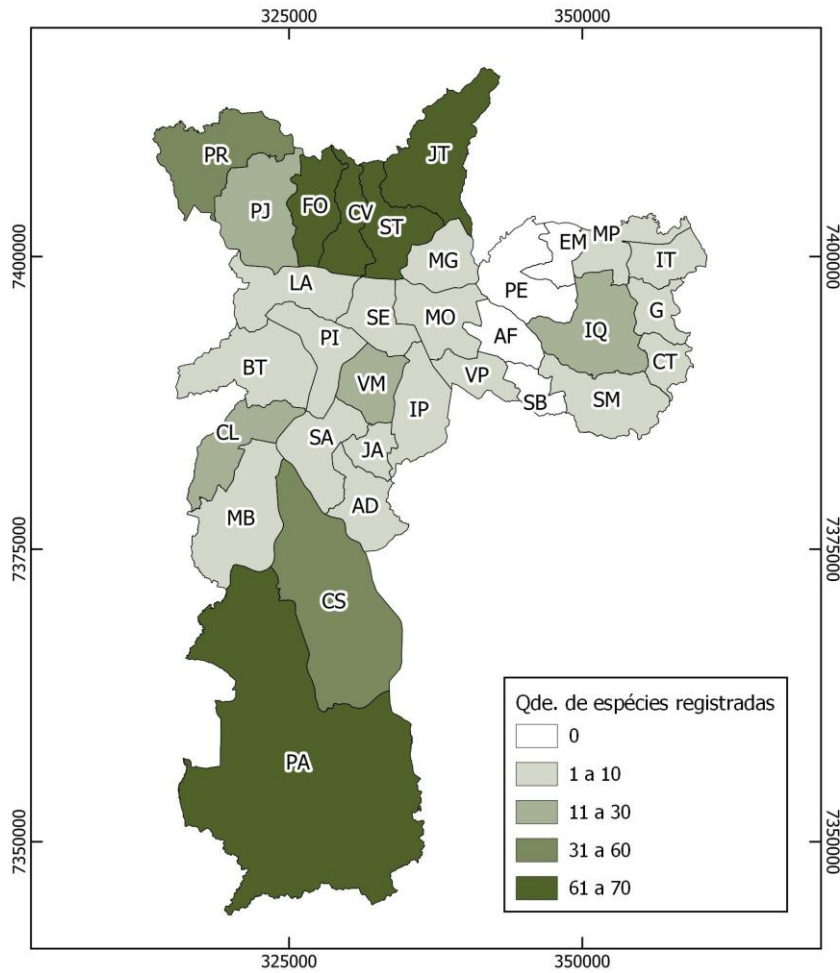 325000 350000
PR
JT
PJ
FO
CV
ST
7400000
EM
MP
7400000
MG
IT
LA
PE
SE
MO
G
PI
AF
IQ
BT
VM
VP
CT
IP
SB
SM
CL
SA
JA
MB
AD
7375000
7375000
CS
Qde. de espécies registradas
0
PA
1 a 10
11 a 30
7350000
7350000
31 a 60
61 a 70
325000 350000